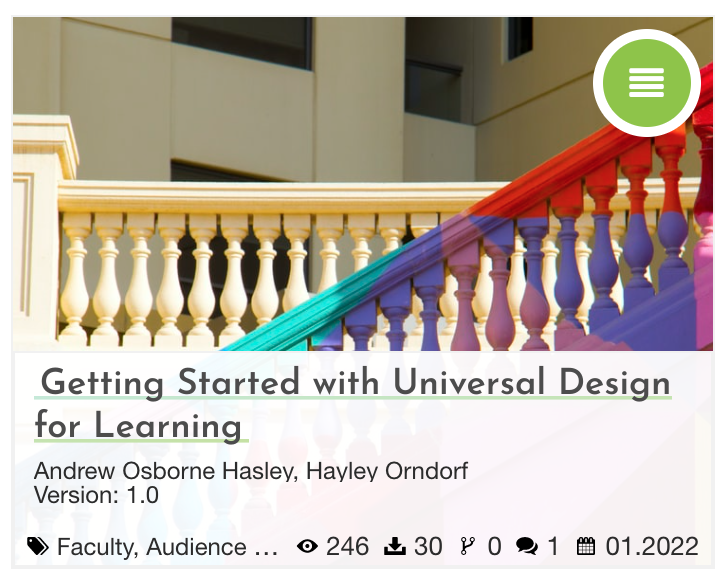 Getting Started with Universal Design
for Learning
Andrew Osborne Hasley, Hayley Orndorf
Version: 1.0
Faculty, Audience ... 246 30 0 1 01.2022